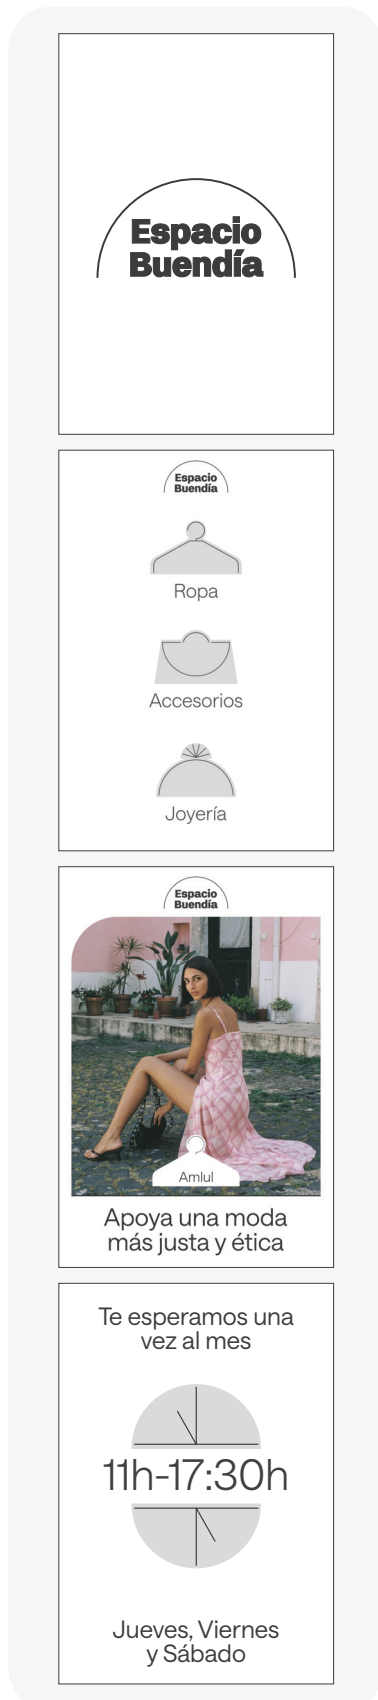 Espacio
Buendía
Espacio
Buendía
Ropa
Accesorios
Joyería
Espacio
Buendía
Amlul
Apoya una moda
más justa y ética
Te esperamos una
vez al mes
11h-17:30h
Jueves, Viernes
y Sábado